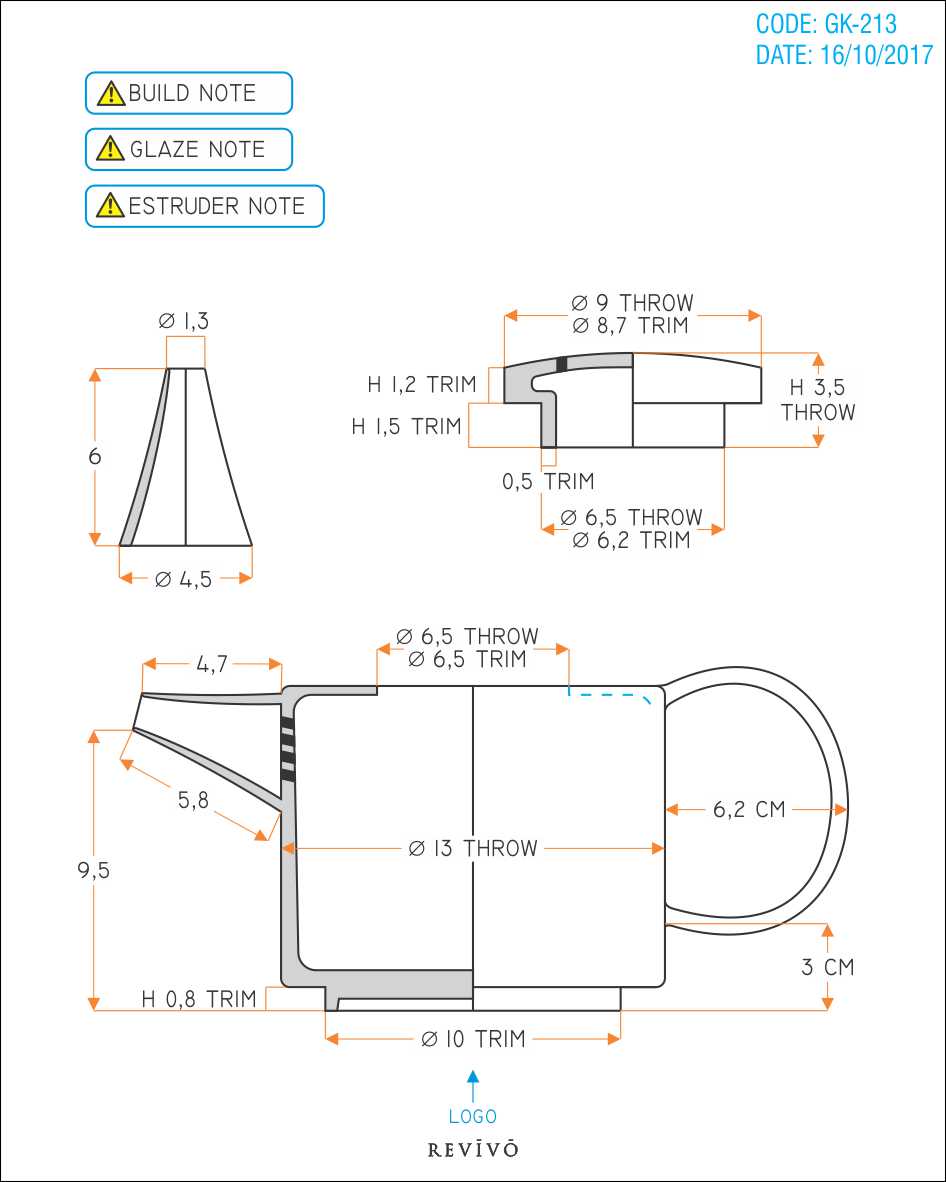 CODE: GK-213
DATE: 16/10/2017
BUILD NOTE
GLAZE NOTE
ESTRUDER NOTE
Ø 1,3
6
Ø 4,5
Ø 9 THROW
Ø 8,7 TRIM
H 1,2 TRIM
H 1,5 TRIM
H 3,5
THROW
0,5 TRIM
Ø 6,5 THROW
Ø 6,2 TRIM
Ø 6,5 THROW
Ø 6,5 TRIM
4,7
5,8
6,2 CM
Ø 13 THROW
9,5
3 CM
H 0,8 TRIM
Ø 10 TRIM
LOGO
REVĪVŌ